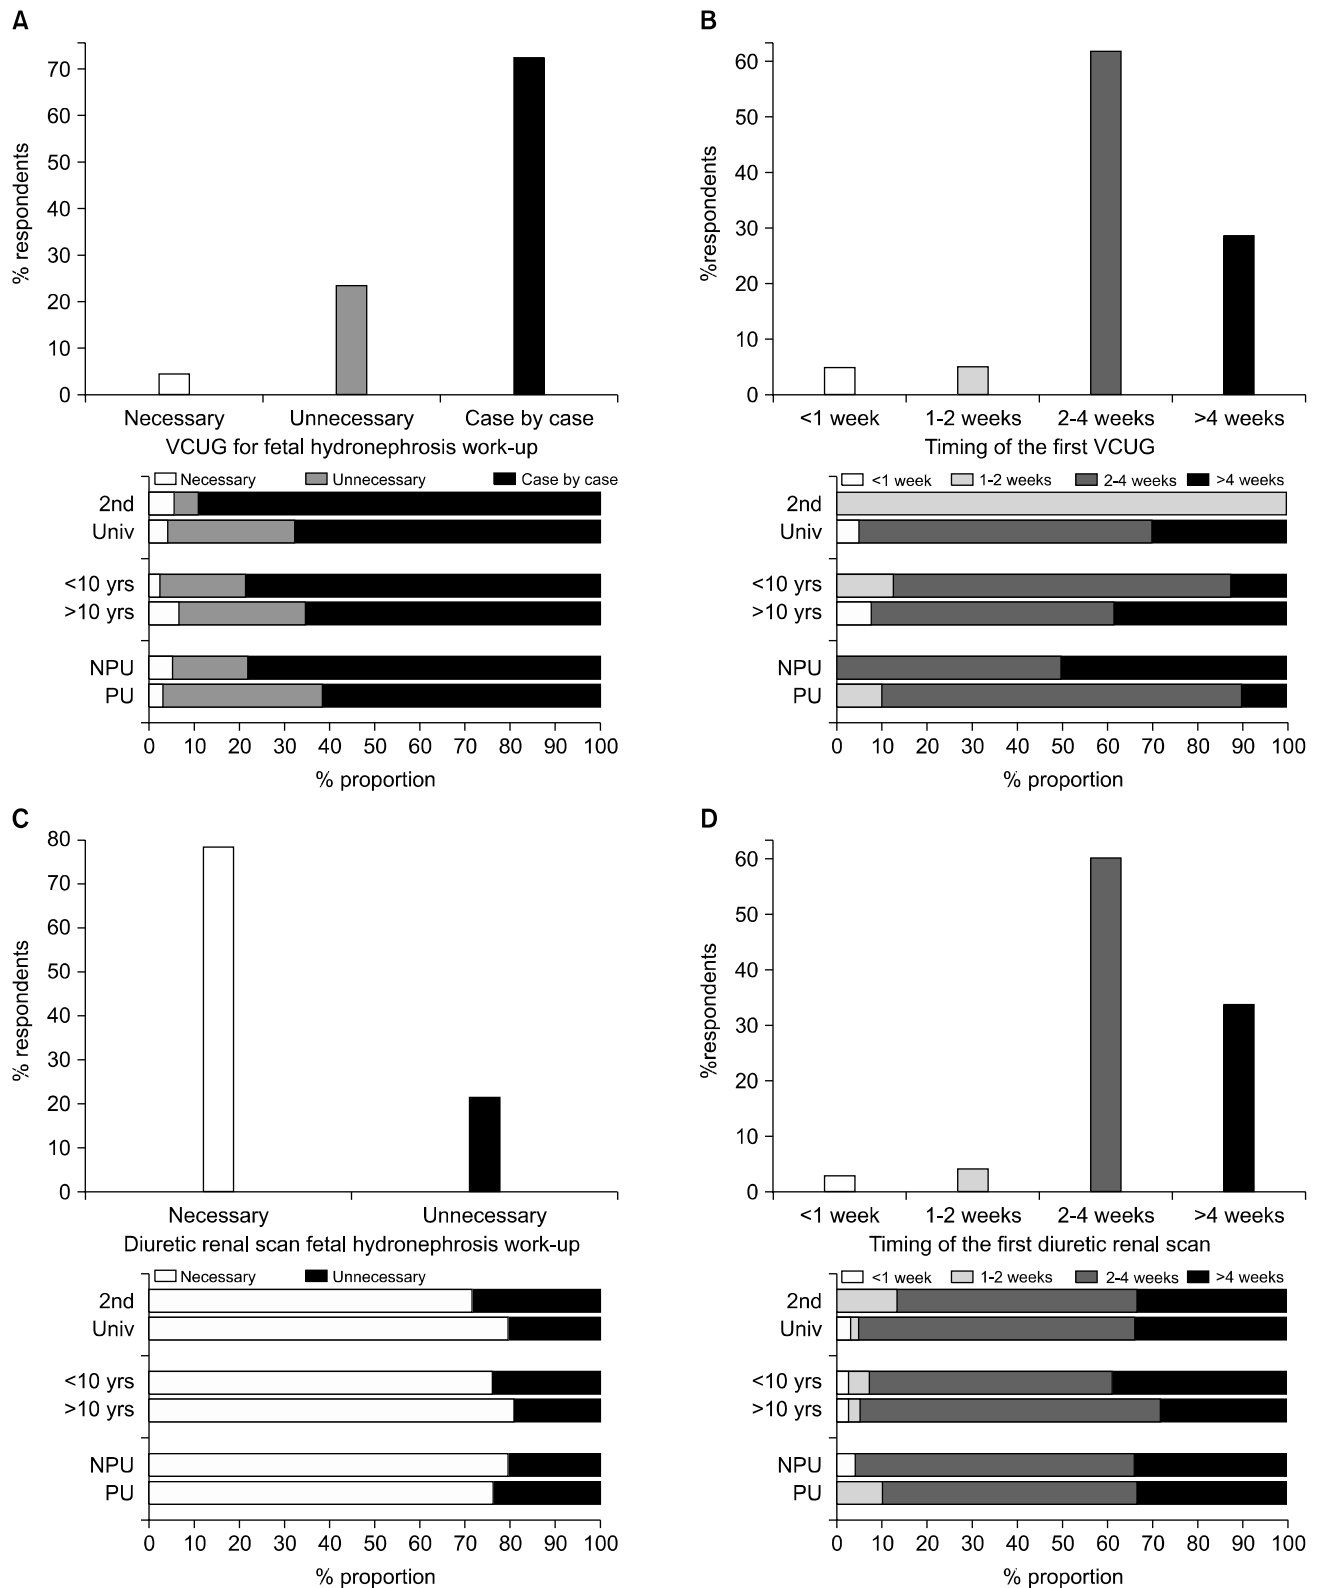 A
% respondents
70
60
50
40
30
20
10
0
Necessary Unnecessary Case by case
VCUG for fetal hydronephrosis work-up
Necessary Unnecessary Case by case
2nd
Univ
<10 yrs
>10 yrs
NPU
PU
0 10 20 30 40 50 60 70 80 90 100
% proportion
B
%respondents
60
50
40
30
20
10
0
<1 week 1-2 weeks 2-4 weeks >4 weeks
Timing of the first VCUG
<1 week 1-2 weeks 2-4 weeks >4 weeks
2nd
Univ
<10 yrs
>10 yrs
NPU
PU
0 10 20 30 40 50 60 70 80 90 100
% proportion
C
% respondents
80
70
60
50
40
30
20
10
0
Necessary Unnecessary
Diuretic renal scan fetal hydronephrosis work-up
Necessary Unnecessary
2nd
Univ
<10 yrs
>10 yrs
NPU
PU
0 10 20 30 40 50 60 70 80 90 100
% proportion
D
%respondents
60
50
40
30
20
10
0
<1 week 1-2 weeks 2-4 weeks >4 weeks
Timing of the first diuretic renal scan
<1 week 1-2 weeks 2-4 weeks >4 weeks
2nd
Univ
<10 yrs
>10 yrs
NPU
PU
0 10 20 30 40 50 60 70 80 90 100
% proportion